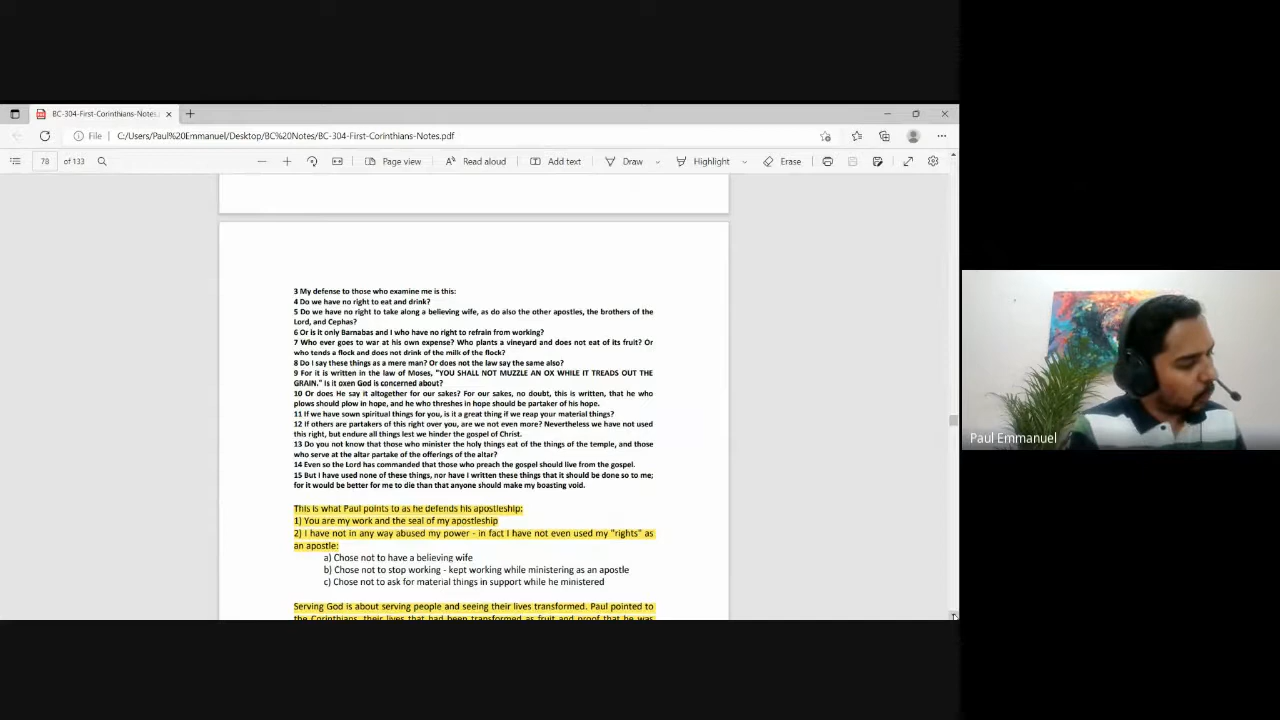 BC-304-First-Corinthians-Notes.
File C:/Users/Paul%20Emmanuel/Desktop/BC%20Notes/BC-304-First-Corinthians-Notes.pdf
78 of 133 Page view Read aloud Add text Draw Highlight Erase
3 My defense to those who examine me is this:
4 Do we have no right to eat and drink?
5 Do we have no right to take along a believing wife, as do also the other apostles, the brothers of the
Lord, and Cephas?
6 Or is it only Barnabas and I who have no right to refrain from working?
7 Who ever goes to war at his own expense? Who plants a vineyard and does not eat of its fruit? Or
who tends a flock and does not drink of the milk of the flock?
8 Do I say these things as a mere man? Or does not the law say the same also?
9 For it is written in the law of Moses, "YOU SHALL NOT MUZZLE AN OX WHILE IT TREADS OUT THE
GRAIN." Is it oxen God is concerned about?
10 Or does He say it altogether for our sakes? For our sakes, no doubt, this is written, that he who
plows should plow in hope, and he who threshes in hope should be partaker of his hope.
11 If we have sown spiritual things for you, is it a great thing if we reap your material things?
12 If others are partakers of this right over you, are we not even more? Nevertheless we have not used
this right, but endure all things lest we hinder the gospel of Christ.
13 Do you not know that those who minister the holy things eat of the things of the temple, and those
who serve at the altar partake of the offerings of the altar?
14 Even so the Lord has commanded that those who preach the gospel should live from the gospel.
15 But I have used none of these things, nor have I written these things that it should be done so to me;
for it would be better for me to die than that anyone should make my boasting void.
This is what Paul points to as he defends his apostleship:
1) You are my work and the seal of my apostleship
2) I have not in any way abused my power - in fact I have not even used my "rights" as
an apostle:
a) Chose not to have a believing wife
b) Chose not to stop working - kept working while ministering as an apostle
c) Chose not to ask for material things in support while he ministered
Serving God is about serving people and seeing their lives transformed. Paul pointed to
the Corinthians, their lives that had been transformed as fruit and proof that he was
Paul Emmanuel